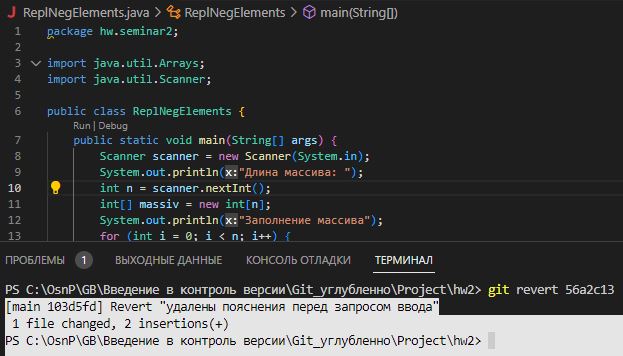 ReplNegElements.java > ReplNegElements > main(String[])
1 package hw.seminar2;
2
3 import java.util.Arrays;
4 import java.util.Scanner;
5
6 public class ReplNegElements {
Run | Debug
7 public static void main(String[] args) {
8 Scanner scanner = new Scanner(System.in);
9 System.out.println(x:"Длина массива: ");
10 int n = scanner.nextInt();
11 int[] massiv = new int[n];
12 System.out.println(x:"Заполнение массива");
13 for (int i = 0; i < n; i++) {
ПРОБЛЕМЫ 1 ВЫХОДНЫЕ ДАННЫЕ КОНСОЛЬ ОТЛАДКИ ТЕРМИНАЛ
PS C:\OsnP\GB\Введение в контроль версии\Git_углубленно\Project\hw2> git revert 56a2c13
[main 103d5fd] Revert "удалены пояснения перед запросом ввода"
1 file changed, 2 insertions(+)
PS C:\OsnP\GB\Введение в контроль версии\Git_углубленно\Project\hw2>